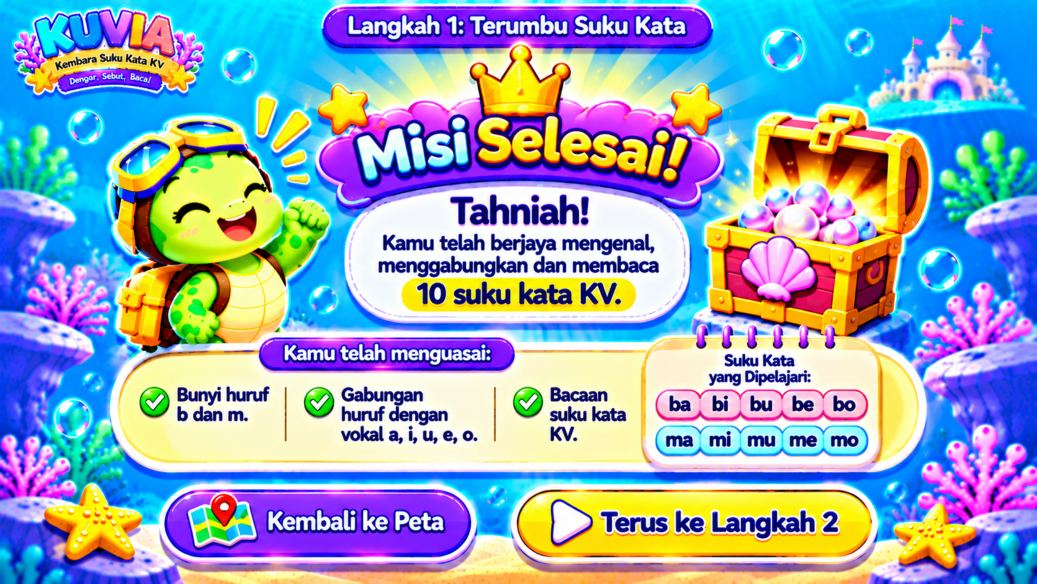 KUVIA
Kembara Suku Kata KV
Dengar, Sebut, Baca!
Langkah 1: Terumbu Suku Kata
Misi Selesai!
Tahniah!
Kamu telah berjaya mengenal,
menggabungkan dan membaca
10 suku kata KV.
Kamu telah menguasai:
Bunyi huruf
b dan m.
Gabungan
huruf dengan
vokal a, i, u, e, o.
Bacaan
suku kata
KV.
Suku Kata
yang Dipelajari:
ba bi bu be bo
ma mi mu me mo
Kembali ke Peta
Terus ke Langkah 2